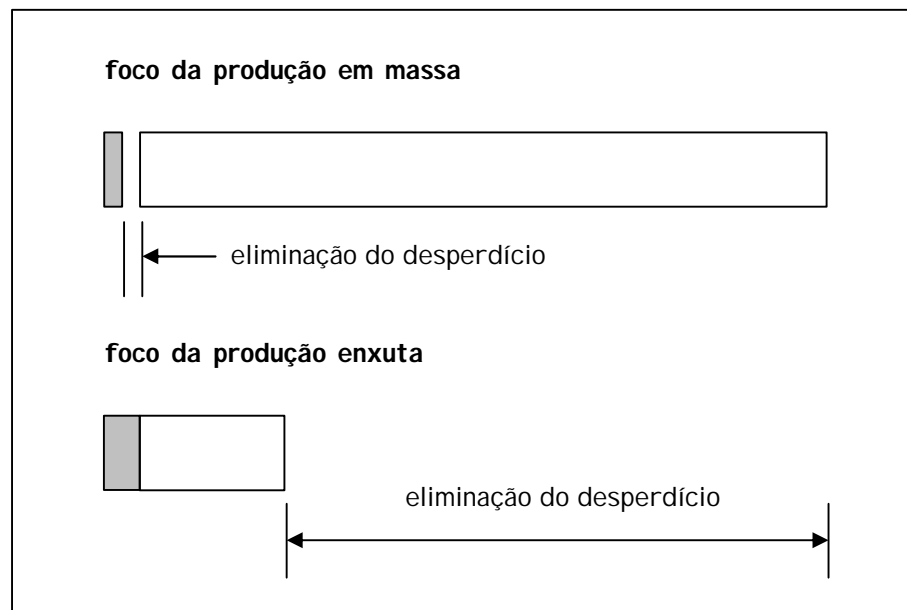 foco da produção em massa
eliminação do desperdício
foco da produção enxuta
eliminação do desperdício